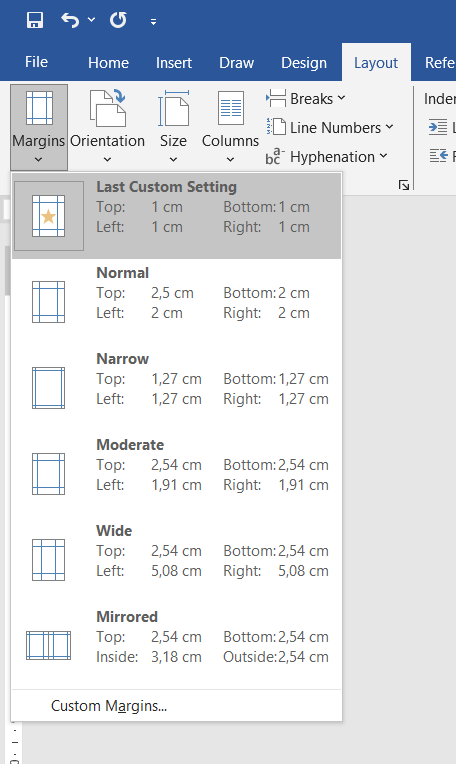 File Home Insert Draw Design Layout Refe
Margins Orientation Size Columns
Breaks
Line Numbers
Hyphenation
Inden
L
F
Last Custom Setting
Top: 1 cm Bottom: 1 cm
Left: 1 cm Right: 1 cm
Normal
Top: 2,5 cm Bottom: 2 cm
Left: 2 cm Right: 2 cm
Narrow
Top: 1,27 cm Bottom: 1,27 cm
Left: 1,27 cm Right: 1,27 cm
Moderate
Top: 2,54 cm Bottom: 2,54 cm
Left: 1,91 cm Right: 1,91 cm
Wide
Top: 2,54 cm Bottom: 2,54 cm
Left: 5,08 cm Right: 5,08 cm
Mirrored
Top: 2,54 cm Bottom: 2,54 cm
Inside: 3,18 cm Outside: 2,54 cm
Custom Margins...